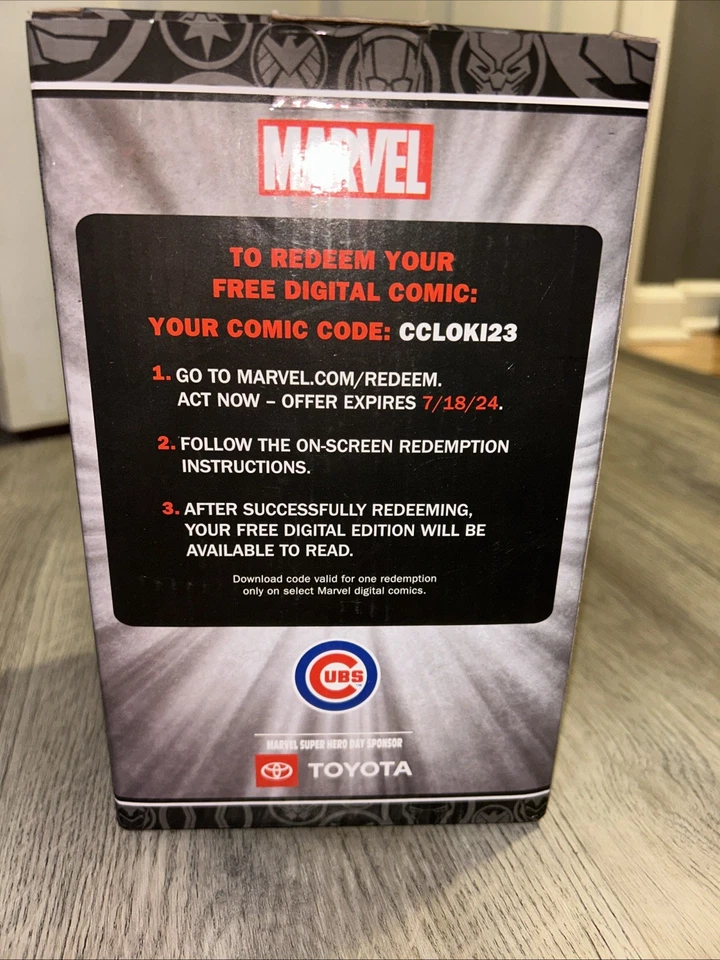 MARVEL
TO REDEEM YOUR
FREE DIGITAL COMIC:
YOUR COMIC CODE: CCLOKI23
1. GO TO MARVEL.COM/REDEEM.
ACT NOW – OFFER EXPIRES 7/18/24.
2. FOLLOW THE ON-SCREEN REDEMPTION
INSTRUCTIONS.
3. AFTER SUCCESSFULLY REDEEMING,
YOUR FREE DIGITAL EDITION WILL BE
AVAILABLE TO READ.
Download code valid for one redemption
only on select Marvel digital comics.
CUBS
MARVEL SUPER HERO DAY SPONSOR
TOYOTA